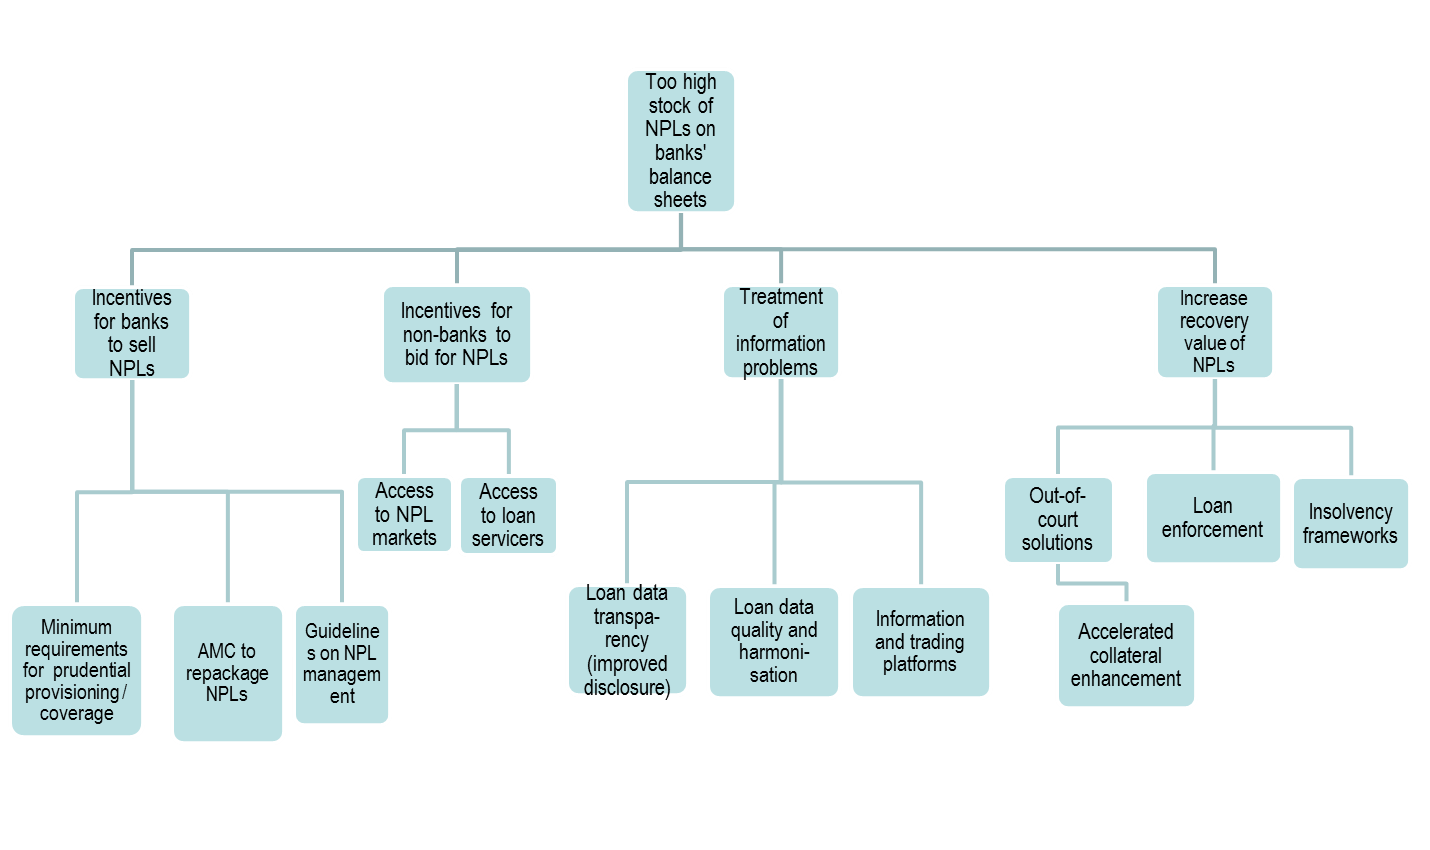 Too high
stock of
NPLs on
banks'
balance
sheets
Incentives
for banks
to sell
NPLs
Incentives for
non-banks to
bid for NPLs
Treatment
of
information
problems
Increase
recovery
value of
NPLs
Access
to NPL
markets
Access
to loan
servicers
Out-of-
court
solutions
Loan
enforcement
Insolvency
frameworks
Minimum
requirements
for prudential
provisioning /
coverage
AMC to
repackage
NPLs
Guideline
s on NPL
managem
ent
Loan data
transpa-
rency
(improved
disclosure)
Loan data
quality and
harmoni-
sation
Information
and trading
platforms
Accelerated
collateral
enhancement